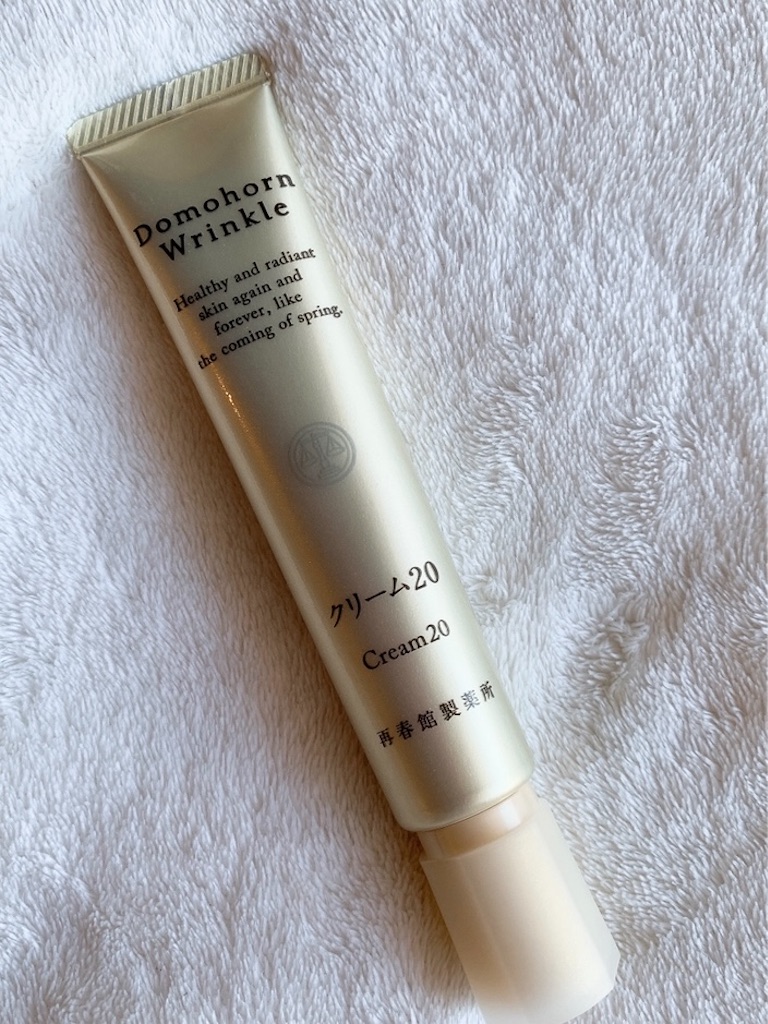 Domohorn
Wrinkle
Healthy and radiant
skin again and
forever, like
the coming of spring.
クリーム20
Cream20
再春館製薬所